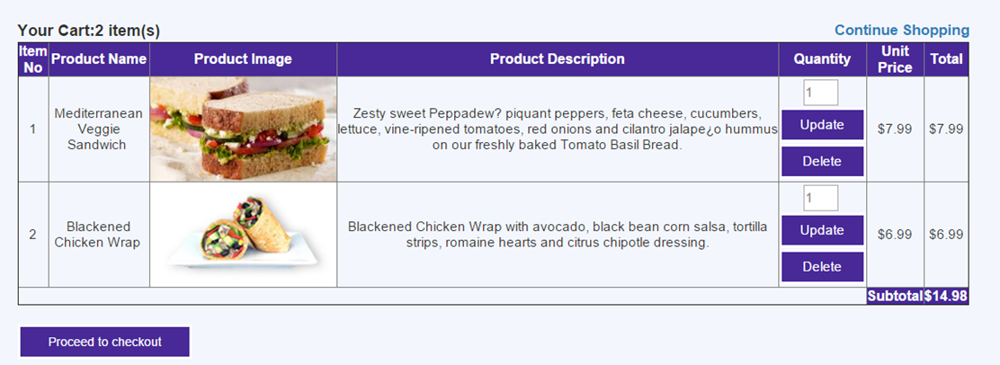 Your Cart:2 item(s)
Continue Shopping
Item No
Product Name
Product Image
Product Description
Quantity
Unit Price
Total
1
Mediterranean
Veggie
Sandwich
Zesty sweet Peppadew? piquant peppers, feta cheese, cucumbers,
lettuce, vine-ripened tomatoes, red onions and cilantro jalape¿o hummus
on our freshly baked Tomato Basil Bread.
1
Update
Delete
$7.99
$7.99
2
Blackened
Chicken Wrap
Blackened Chicken Wrap with avocado, black bean corn salsa, tortilla
strips, romaine hearts and citrus chipotle dressing.
1
Update
Delete
$6.99
$6.99
Subtotal $14.98
Proceed to checkout